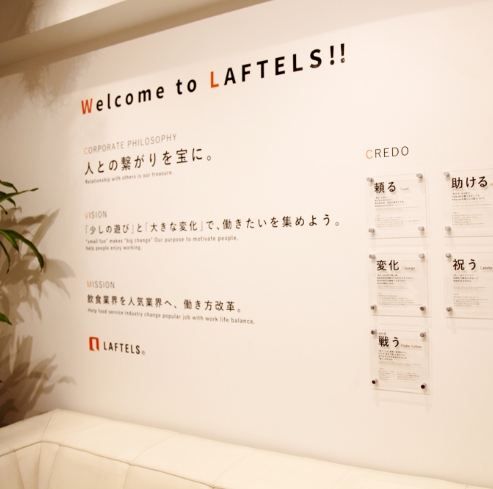 Welcome to LAFTELS!!
CORPORATE PHILOSOPHY
人との繋がりを宝に。
Relationship with others is our treasure.
VISION
「少しの遊び」と「大きな変化」で、働きたいを集めよう。
"small fun" makes "big change" Our purpose to motivate people.
Help people enjoy working.
MISSION
飲食業界を人気業界へ、働き方改革。
Help food service industry change popular job with work life balance.
LAFTELS
CREDO
頼る
助ける
変化
祝う
戦う